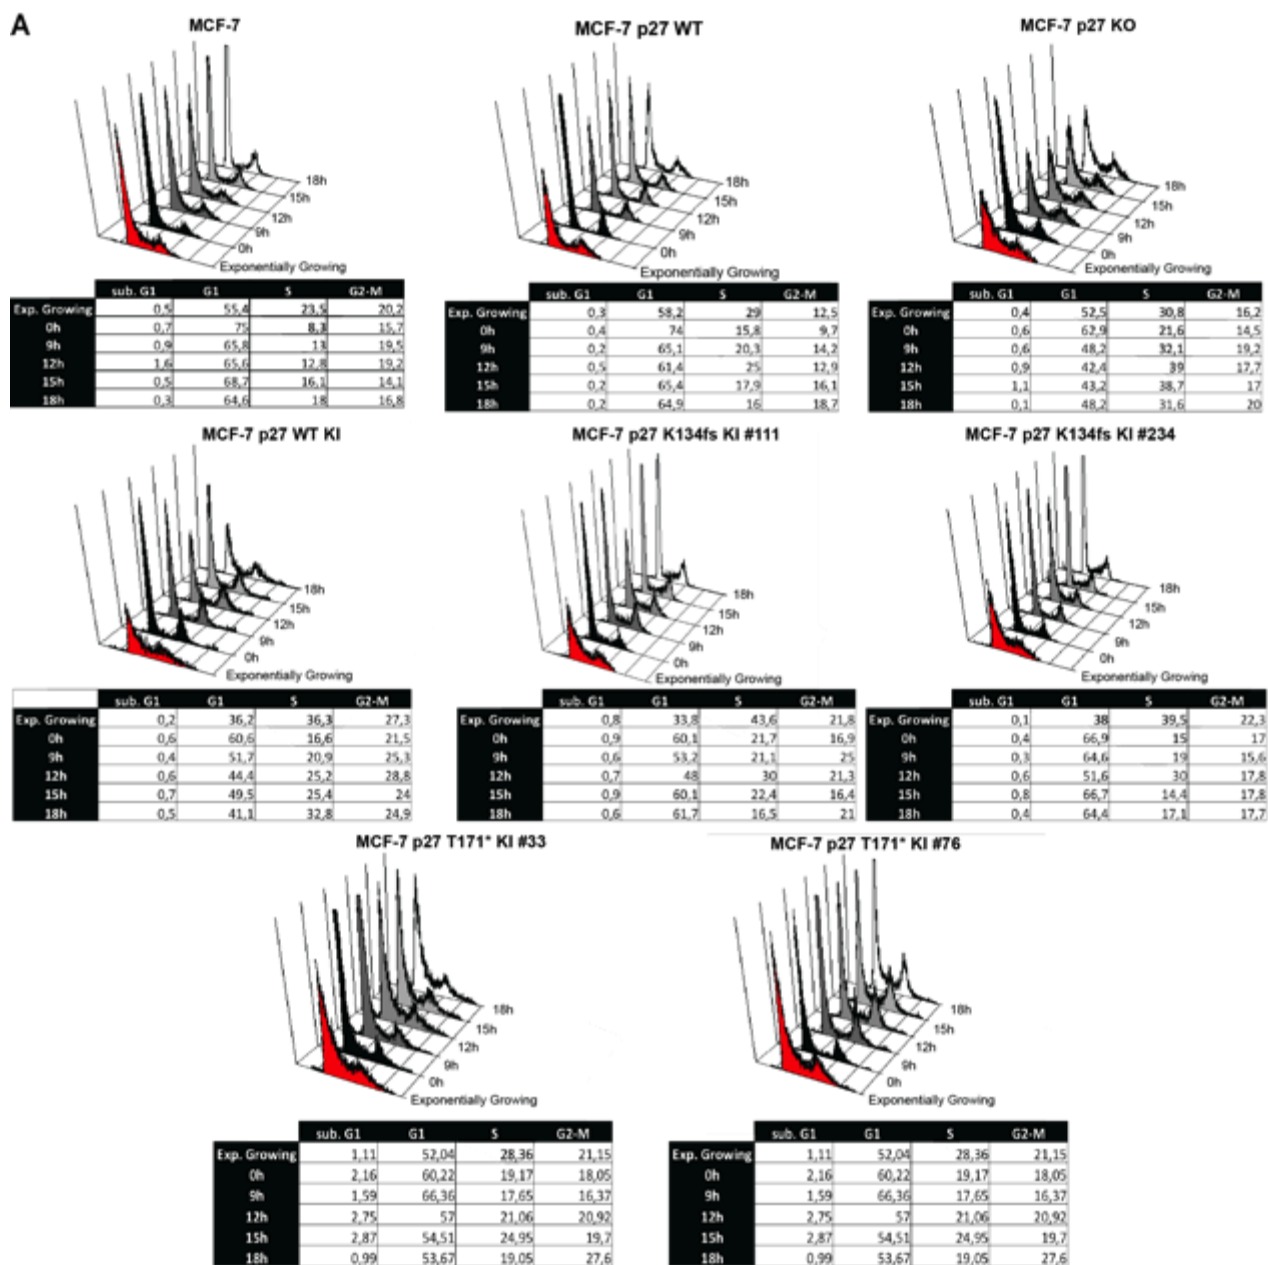 A
MCF-7
MCF-7 p27 WT
MCF-7 p27 KO
18h
15h
12h
9h
0h
Exponentially Growing
18h
15h
12h
9h
0h
Exponentially Growing
18h
15h
12h
9h
0h
Exponentially Growing
sub. G1 G1 S G2-M
Exp. Growing 0,5 55,4 23,5 20,2
0h 0,7 75 8,3 15,7
9h 0,9 65,8 13 19,5
12h 1,6 65,6 12,8 19,2
15h 0,5 68,7 16,1 14,1
18h 0,3 64,6 18 16,8
sub. G1 G1 S G2-M
Exp. Growing 0,3 58,2 29 12,5
0h 0,4 74 15,8 9,7
9h 0,2 65,1 20,3 14,2
12h 0,5 61,4 25 12,9
15h 0,2 65,4 17,9 16,1
18h 0,2 64,9 16 18,7
sub. G1 G1 S G2-M
Exp. Growing 0,4 52,5 30,8 16,2
0h 0,6 62,9 21,6 14,5
9h 0,6 48,2 32,1 19,2
12h 0,9 42,4 39 17,7
15h 1,1 43,2 38,7 17
18h 0,1 48,2 31,6 20
MCF-7 p27 WT KI
MCF-7 p27 K134fs KI #111
MCF-7 p27 K134fs KI #234
18h
15h
12h
9h
0h
Exponentially Growing
18h
15h
12h
9h
0h
Exponentially Growing
18h
15h
12h
9h
0h
Exponentially Growing
sub. G1 G1 S G2-M
Exp. Growing 0,2 36,2 36,3 27,3
0h 0,6 60,6 16,6 21,5
9h 0,4 51,7 20,9 25,3
12h 0,6 44,4 25,2 28,8
15h 0,7 49,5 25,4 24
18h 0,5 41,1 32,8 24,9
sub. G1 G1 S G2-M
Exp. Growing 0,8 33,8 43,6 21,8
0h 0,9 60,1 21,7 16,9
9h 0,6 53,2 21,1 25
12h 0,7 48 30 21,3
15h 0,9 60,1 22,4 16,4
18h 0,6 61,7 16,5 21
sub. G1 G1 S G2-M
Exp. Growing 0,1 38 39,5 22,3
0h 0,4 66,9 15 17
9h 0,3 64,6 19 15,6
12h 0,6 51,6 30 17,8
15h 0,8 66,7 14,4 17,8
18h 0,4 64,4 17,1 17,7
MCF-7 p27 T171* KI #33
MCF-7 p27 T171* KI #76
18h
15h
12h
9h
0h
Exponentially Growing
18h
15h
12h
9h
0h
Exponentially Growing
sub. G1 G1 S G2-M
Exp. Growing 1,11 52,04 28,36 21,15
0h 2,16 60,22 19,17 18,05
9h 1,59 66,36 17,65 16,37
12h 2,75 57 21,06 20,92
15h 2,87 54,51 24,95 19,7
18h 0,99 53,67 19,05 27,6
sub. G1 G1 S G2-M
Exp. Growing 1,11 52,04 28,36 21,15
0h 2,16 60,22 19,17 18,05
9h 1,59 66,36 17,65 16,37
12h 2,75 57 21,06 20,92
15h 2,87 54,51 24,95 19,7
18h 0,99 53,67 19,05 27,6